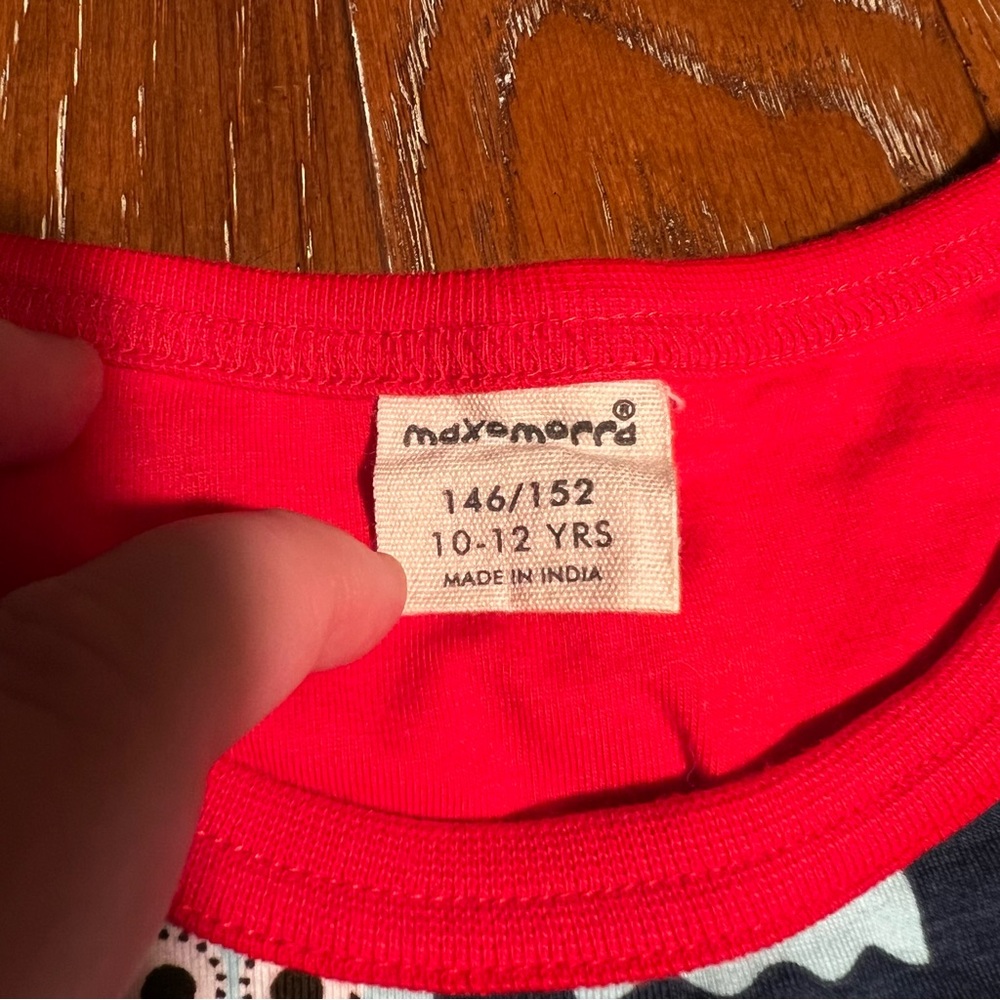 maxomorra®
146/152
10-12 YRS
MADE IN INDIA